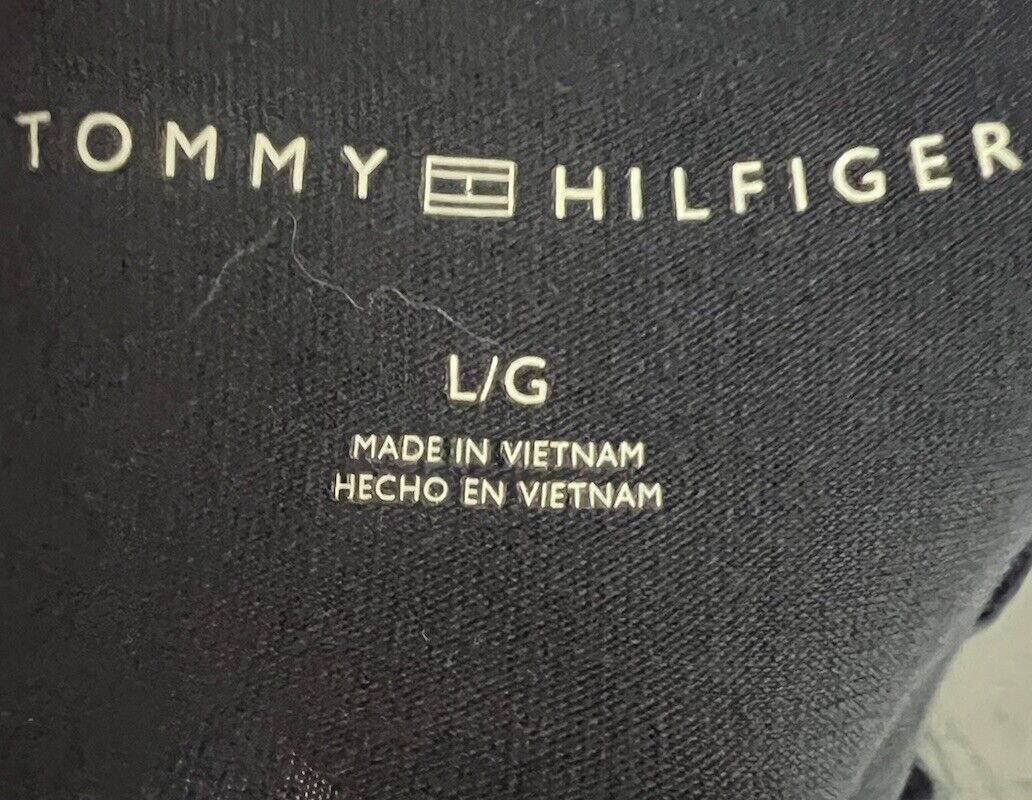 TOMMY HILFIGER
L/G
MADE IN VIETNAM
HECHO EN VIETNAM